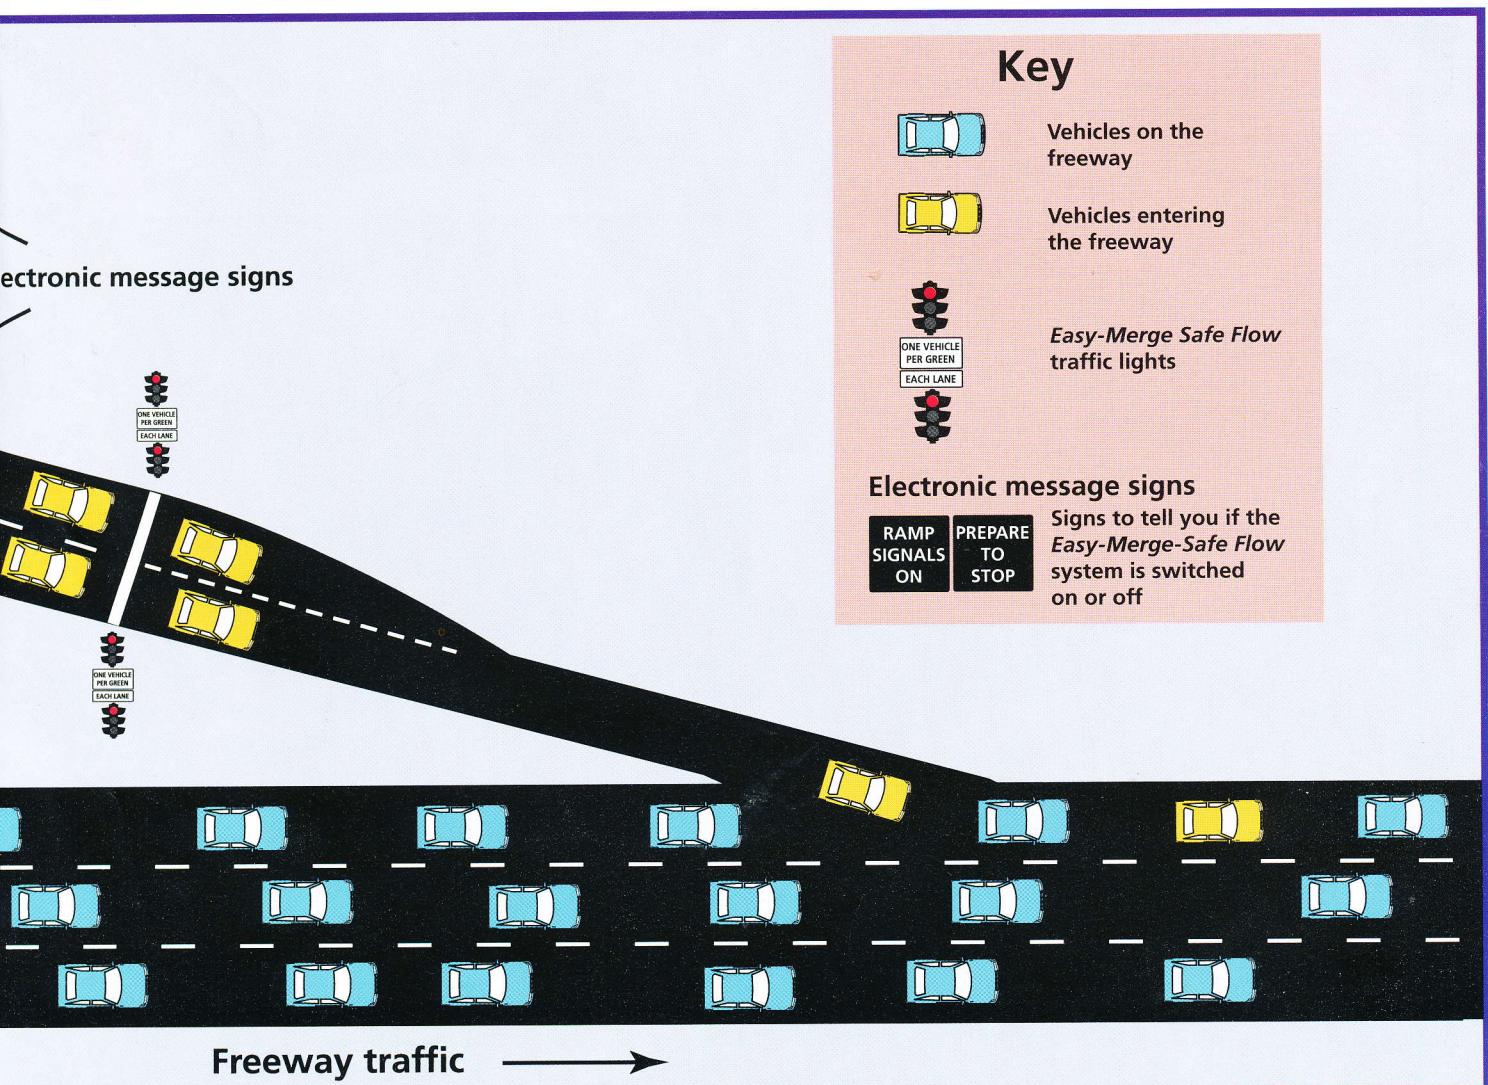 Key
Vehicles on the
freeway
Vehicles entering
the freeway
ONE VEHICLE
PER GREEN
EACH LANE
Easy-Merge Safe Flow
traffic lights
Electronic message signs
RAMP
SIGNALS
ON
PREPARE
TO
STOP
Signs to tell you if the
Easy-Merge-Safe Flow
system is switched
on or off
ectronic message signs
ONE VEHICLE
PER GREEN
EACH LANE
ONE VEHICLE
PER GREEN
EACH LANE
Freeway traffic